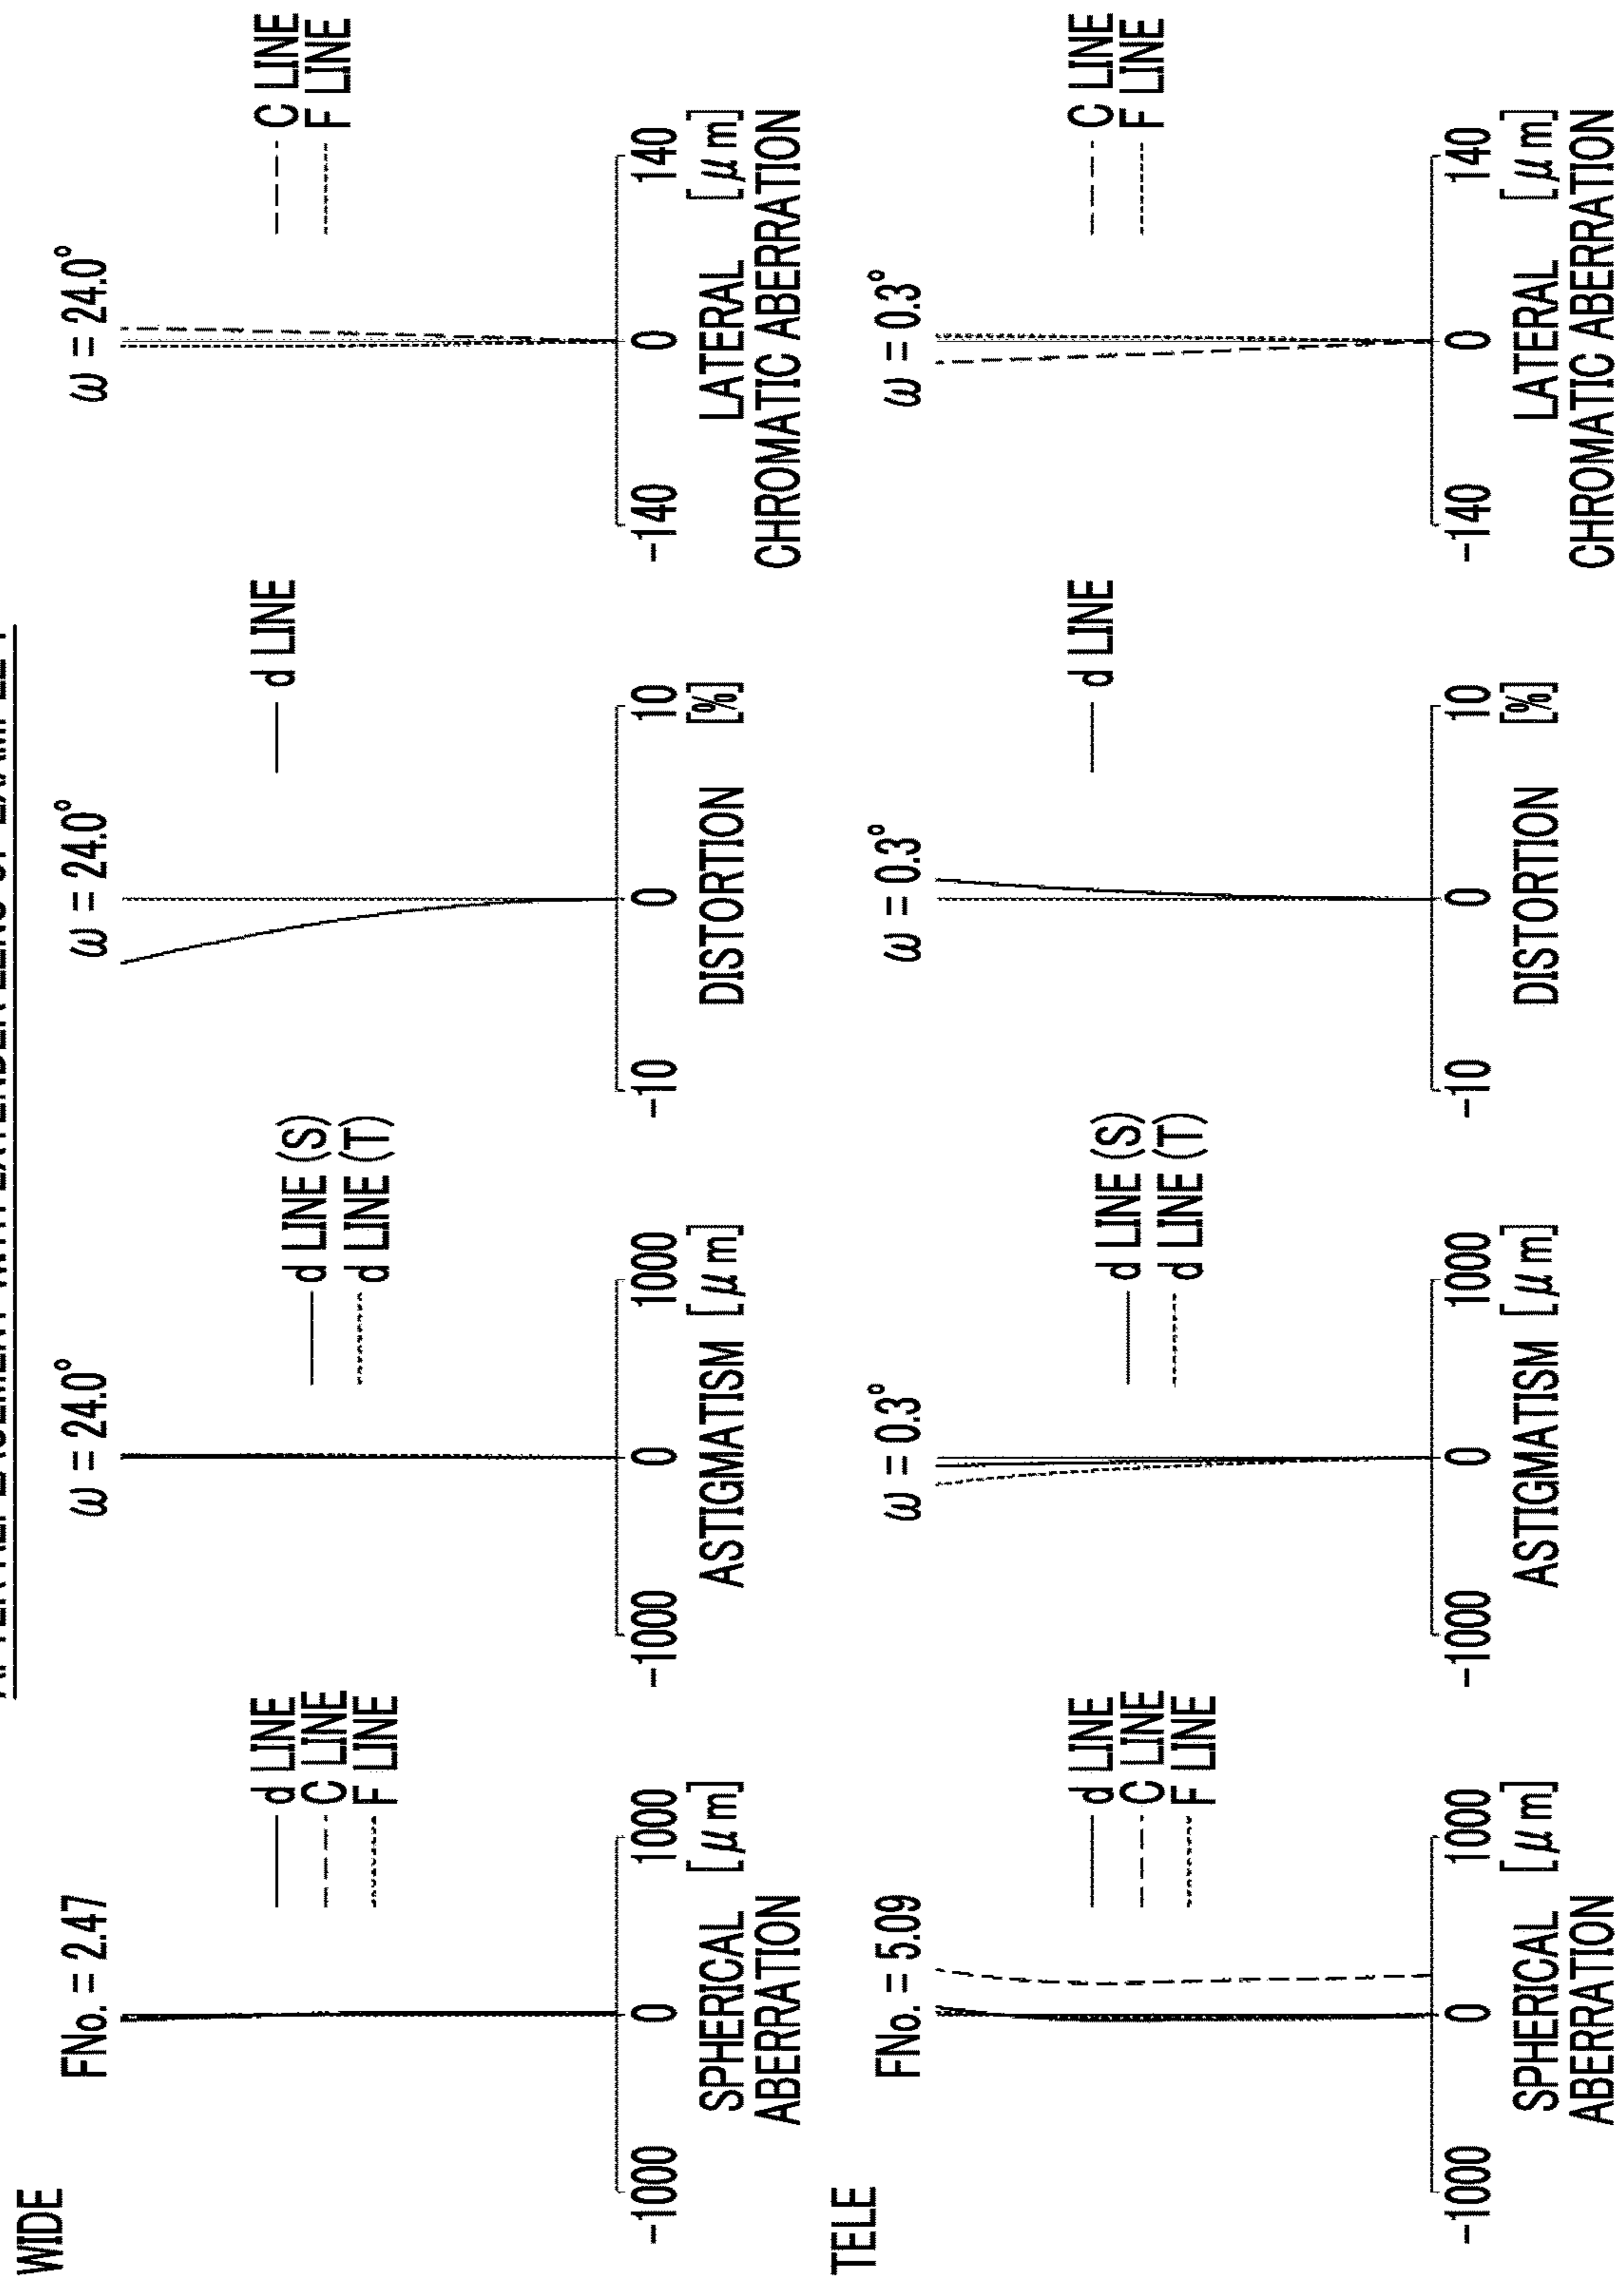 WIDE
FNo. = 2.47
d LINE
C LINE
F LINE
-1000
0
1000
SPHERICAL [μm]
ABERRATION
ω = 24.0°
d LINE (S)
d LINE (T)
-1000
0
1000
ASTIGMATISM [μm]
ω = 24.0°
d LINE
-10
0
10
DISTORTION [%]
ω = 24.0°
C LINE
F LINE
-140
0
140
LATERAL [μm]
CHROMATIC ABERRATION
TELE
FNo. = 5.09
d LINE
C LINE
F LINE
-1000
0
1000
SPHERICAL [μm]
ABERRATION
ω = 0.3°
d LINE (S)
d LINE (T)
-1000
0
1000
ASTIGMATISM [μm]
ω = 0.3°
d LINE
-10
0
10
DISTORTION [%]
ω = 0.3°
C LINE
F LINE
-140
0
140
LATERAL [μm]
CHROMATIC ABERRATION